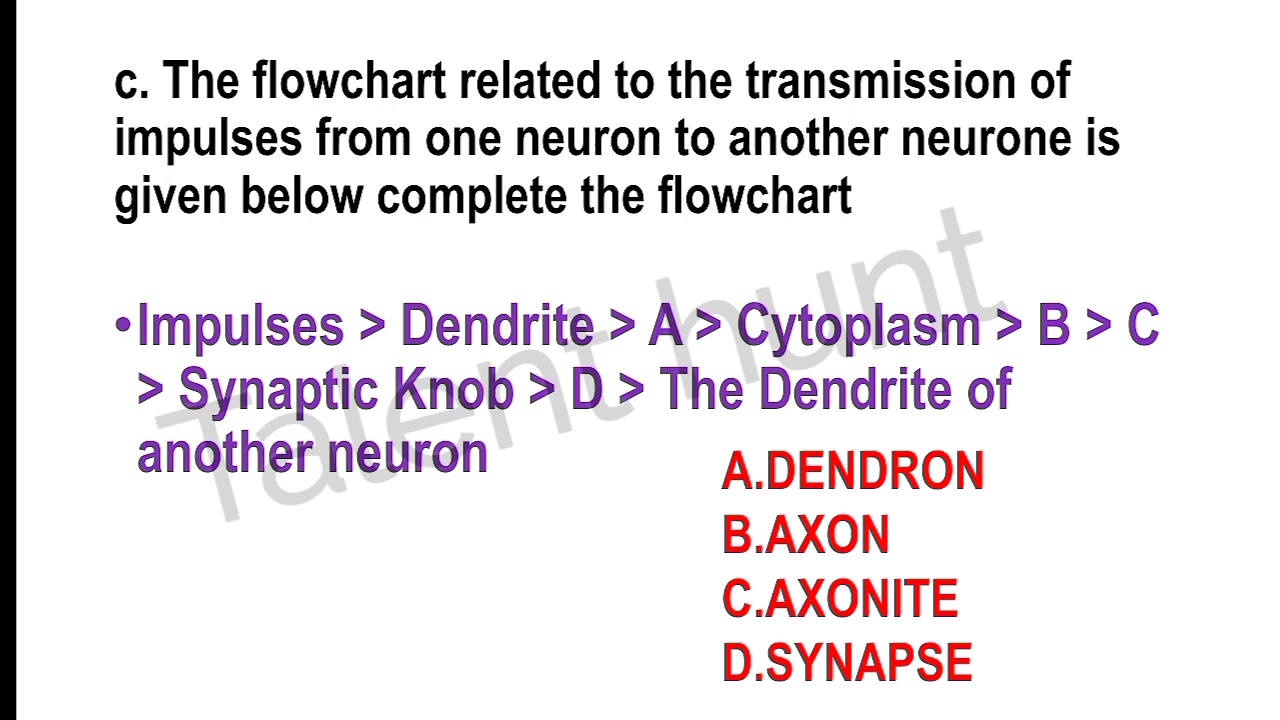 c. The flowchart related to the transmission of
impulses from one neuron to another neurone is
given below complete the flowchart
•Impulses > Dendrite > A > Cytoplasm > B > C
> Synaptic Knob > D > The Dendrite of
another neuron
A.DENDRON
B.AXON
C.AXONITE
D.SYNAPSE
Talent hunt